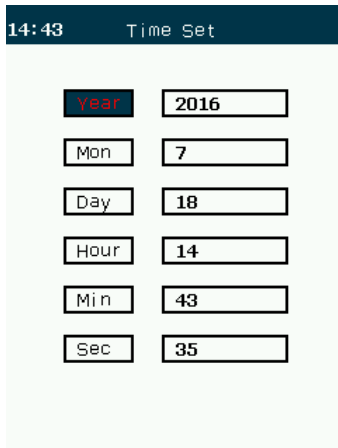 14:43 Time Set
Year 2016
Mon 7
Day 18
Hour 14
Min 43
Sec 35